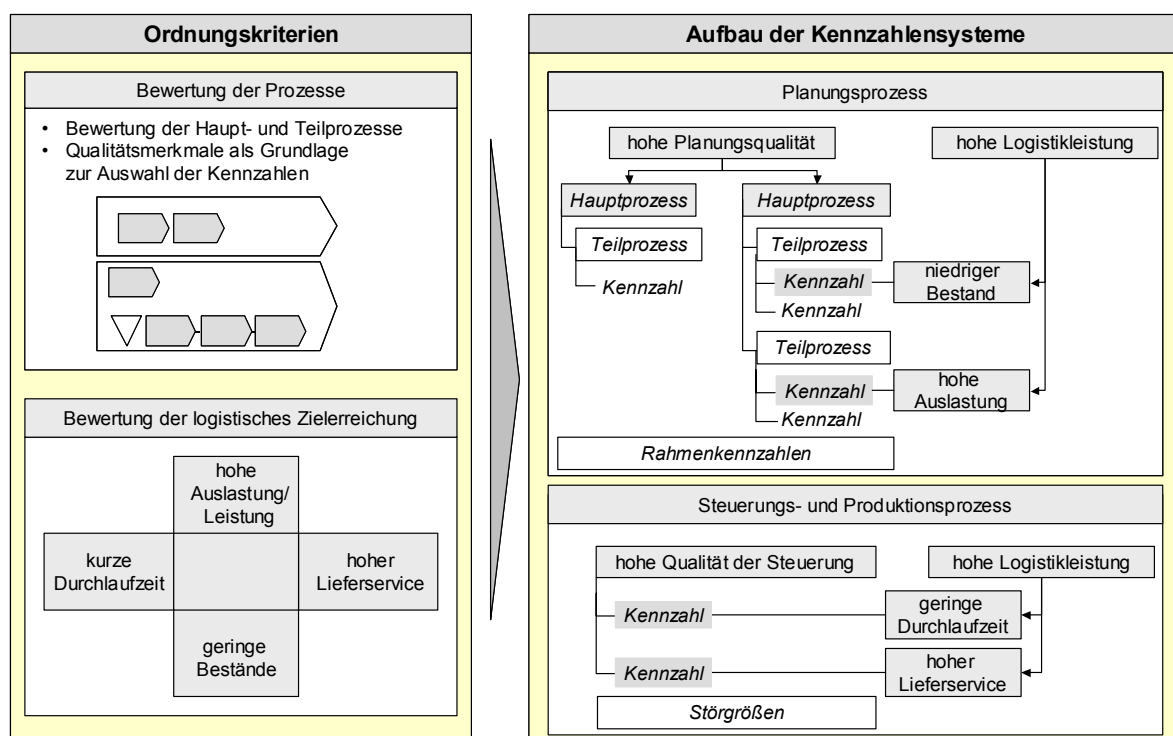 Ordnungskriterien
Bewertung der Prozesse
• Bewertung der Haupt- und Teilprozesse
• Qualitätsmerkmale als Grundlage
zur Auswahl der Kennzahlen
Bewertung der logistisches Zielerreichung
hohe
Auslastung/
Leistung
kurze
Durchlaufzeit
hoher
Lieferservice
geringe
Bestände
Aufbau der Kennzahlensysteme
Planungsprozess
hohe Planungsqualität
hohe Logistikleistung
Hauptprozess
Hauptprozess
Teilprozess
Teilprozess
Kennzahl
Kennzahl
niedriger
Bestand
Kennzahl
Teilprozess
Kennzahl
hohe
Auslastung
Kennzahl
Rahmenkennzahlen
Steuerungs- und Produktionsprozess
hohe Qualität der Steuerung
hohe Logistikleistung
Kennzahl
geringe
Durchlaufzeit
Kennzahl
hoher
Lieferservice
Störgrößen